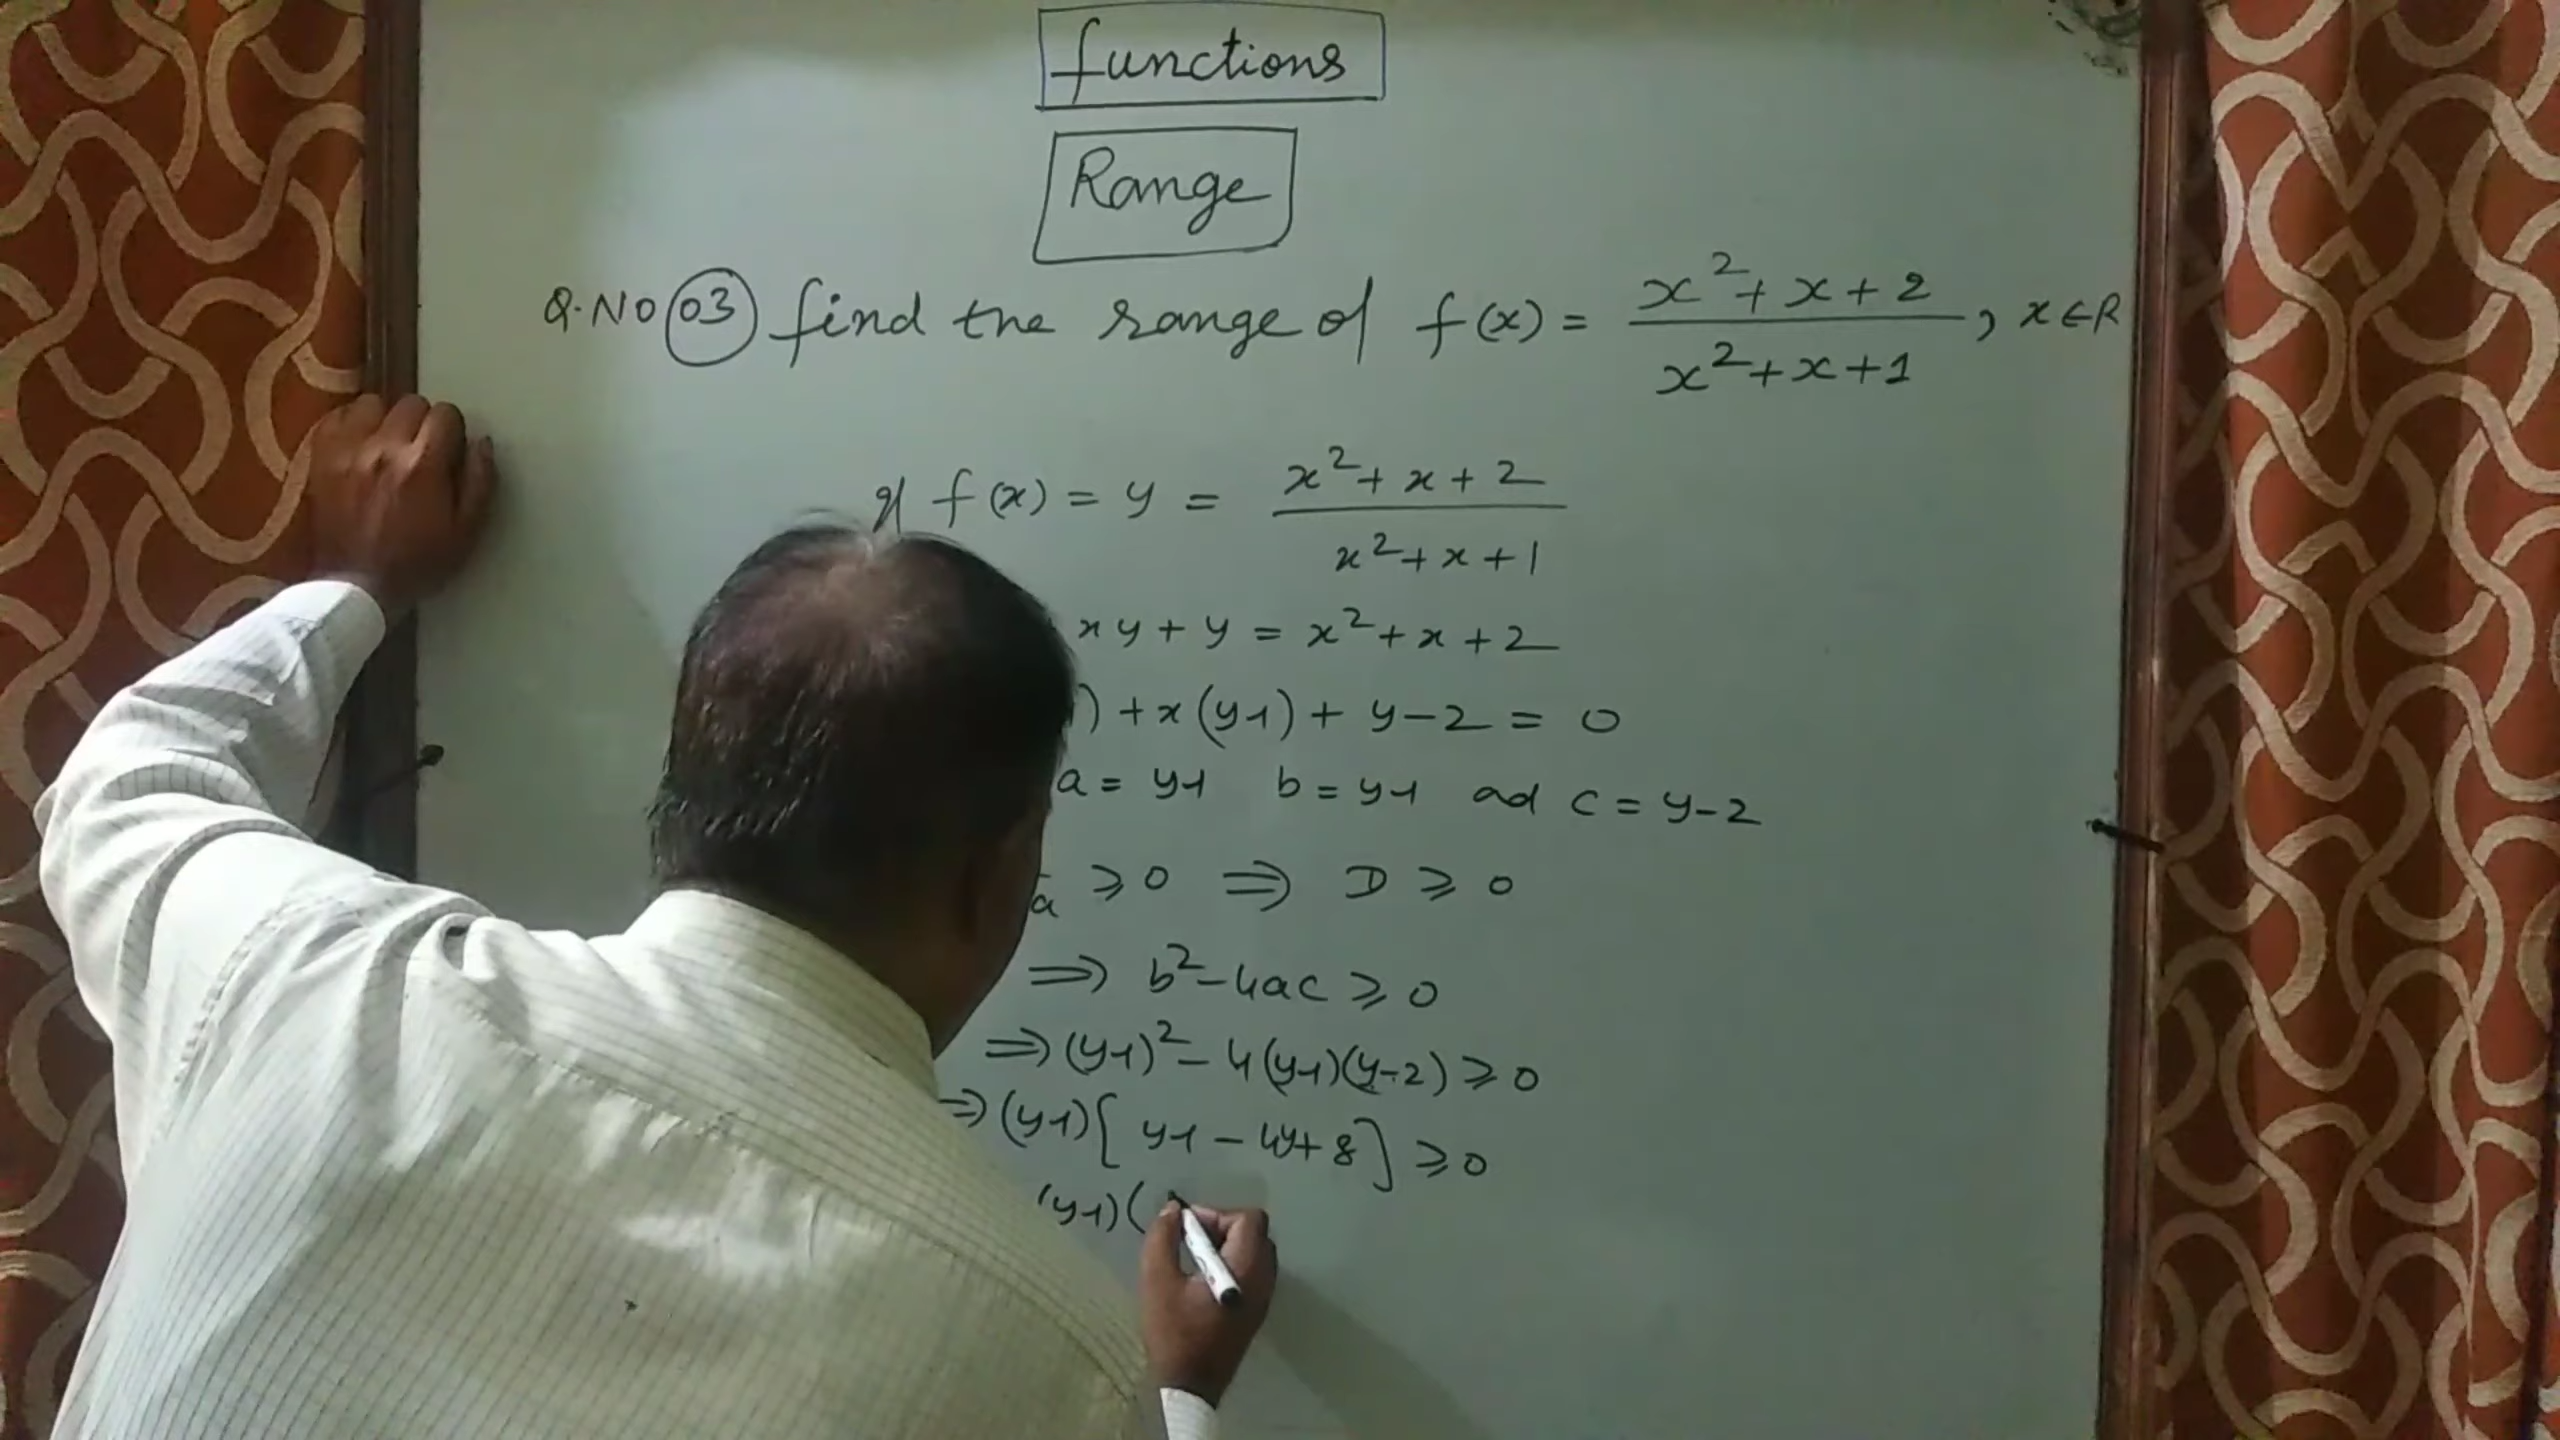 functions
Range
Q.No 03 find the range of f(x) = x²+x+2 / x²+x+1, x∈R
If f(x) = y = x²+x+2 / x²+x+1
xy+y = x²+x+2
)+x(y-1)+y-2=0
a = y-1 b = y-1 ad c = y-2
a ⩾0 ⇒ D ⩾ 0
⇒ b²-4ac ⩾ 0
⇒ (y-1)²-4(y-1)(y-2) ⩾ 0
⇒ (y-1)[y-1-4y+8] ⩾ 0
(y-1)(